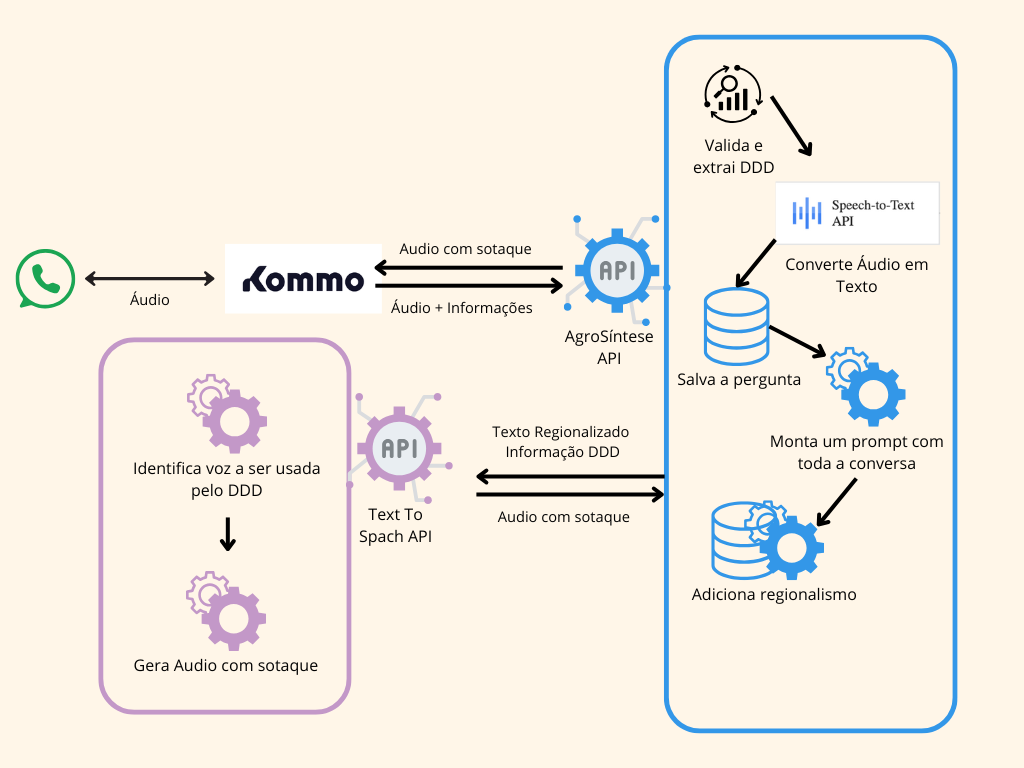 Valida e
extrai DDD
Speech-to-Text
API
Converte Áudio em
Texto
Salva a pergunta
Monta um prompt com
toda a conversa
Adiciona regionalismo
Áudio
Kommo
Audio com sotaque
Áudio + Informações
API
AgroSíntese
API
Identifica voz a ser usada
pelo DDD
Gera Audio com sotaque
API
Text To
Spach API
Texto Regionalizado
Informação DDD
Audio com sotaque